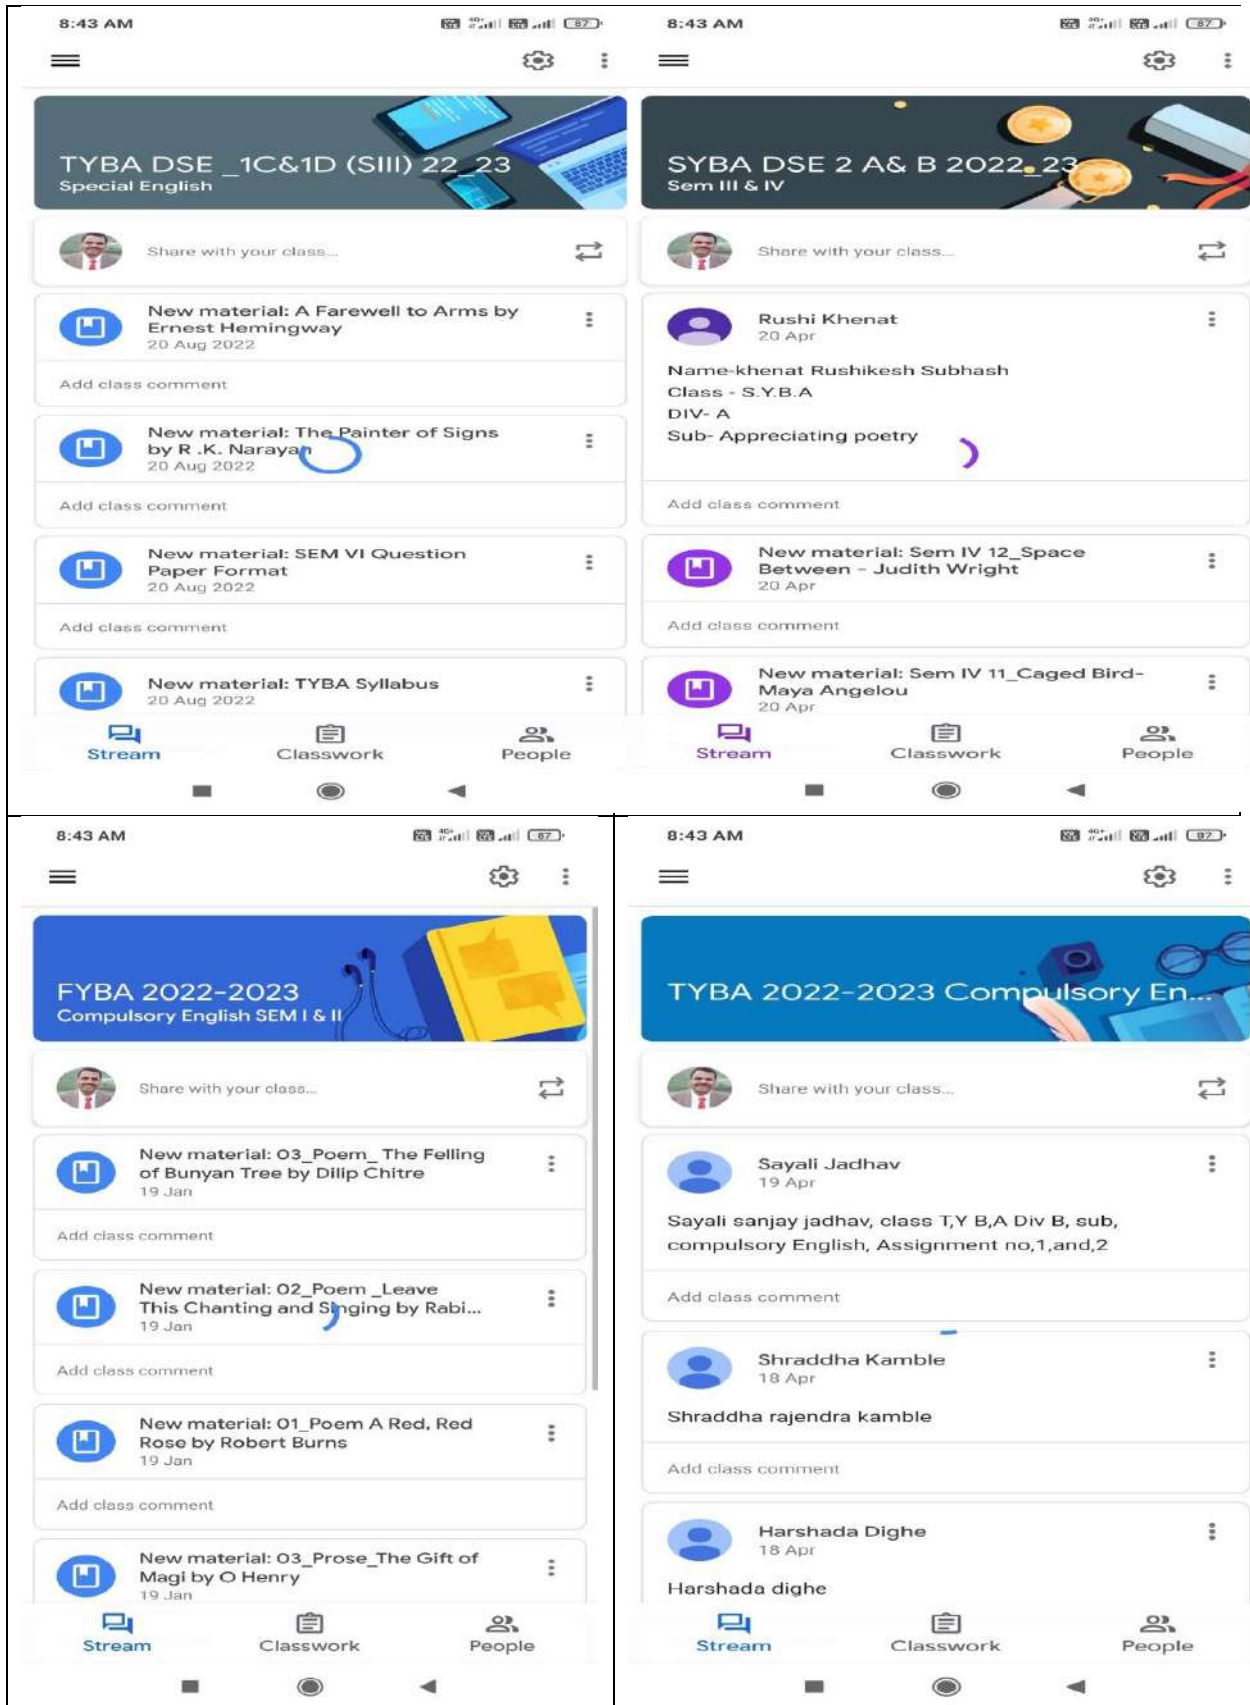 8:43 AM
87
TYBA DSE _1C&1D (SIII) 22_23
Special English
Share with your class...
New material: A Farewell to Arms by
Ernest Hemingway
20 Aug 2022
Add class comment
New material: The Painter of Signs
by R .K. Narayan
20 Aug 2022
Add class comment
New material: SEM VI Question
Paper Format
20 Aug 2022
Add class comment
New material: TYBA Syllabus
20 Aug 2022
Stream
Classwork
People
8:43 AM
87
SYBA DSE 2 A& B 2022_23
Sem III & IV
Share with your class...
Rushi Khenat
20 Apr
Name-khenat Rushikesh Subhash
Class - S.Y.B.A
DIV- A
Sub- Appreciating poetry
Add class comment
New material: Sem IV 12_Space
Between - Judith Wright
20 Apr
Add class comment
New material: Sem IV 11_Caged Bird-
Maya Angelou
20 Apr
Stream
Classwork
People
8:43 AM
87
FYBA 2022-2023
Compulsory English SEM I & II
Share with your class...
New material: 03_Poem_ The Felling
of Bunyan Tree by Dilip Chitre
19 Jan
Add class comment
New material: 02_Poem _Leave
This Chanting and Singing by Rabi...
19 Jan
Add class comment
New material: 01_Poem A Red, Red
Rose by Robert Burns
19 Jan
Add class comment
New material: 03_Prose_The Gift of
Magi by O Henry
19 Jan
Stream
Classwork
People
8:43 AM
87
TYBA 2022-2023 Compulsory En...
Share with your class...
Sayali Jadhav
19 Apr
Sayali sanjay jadhav, class T,Y B,A Div B, sub,
compulsory English, Assignment no,1,and,2
Add class comment
Shraddha Kamble
18 Apr
Shraddha rajendra kamble
Add class comment
Harshada Dighe
18 Apr
Harshada dighe
Stream
Classwork
People